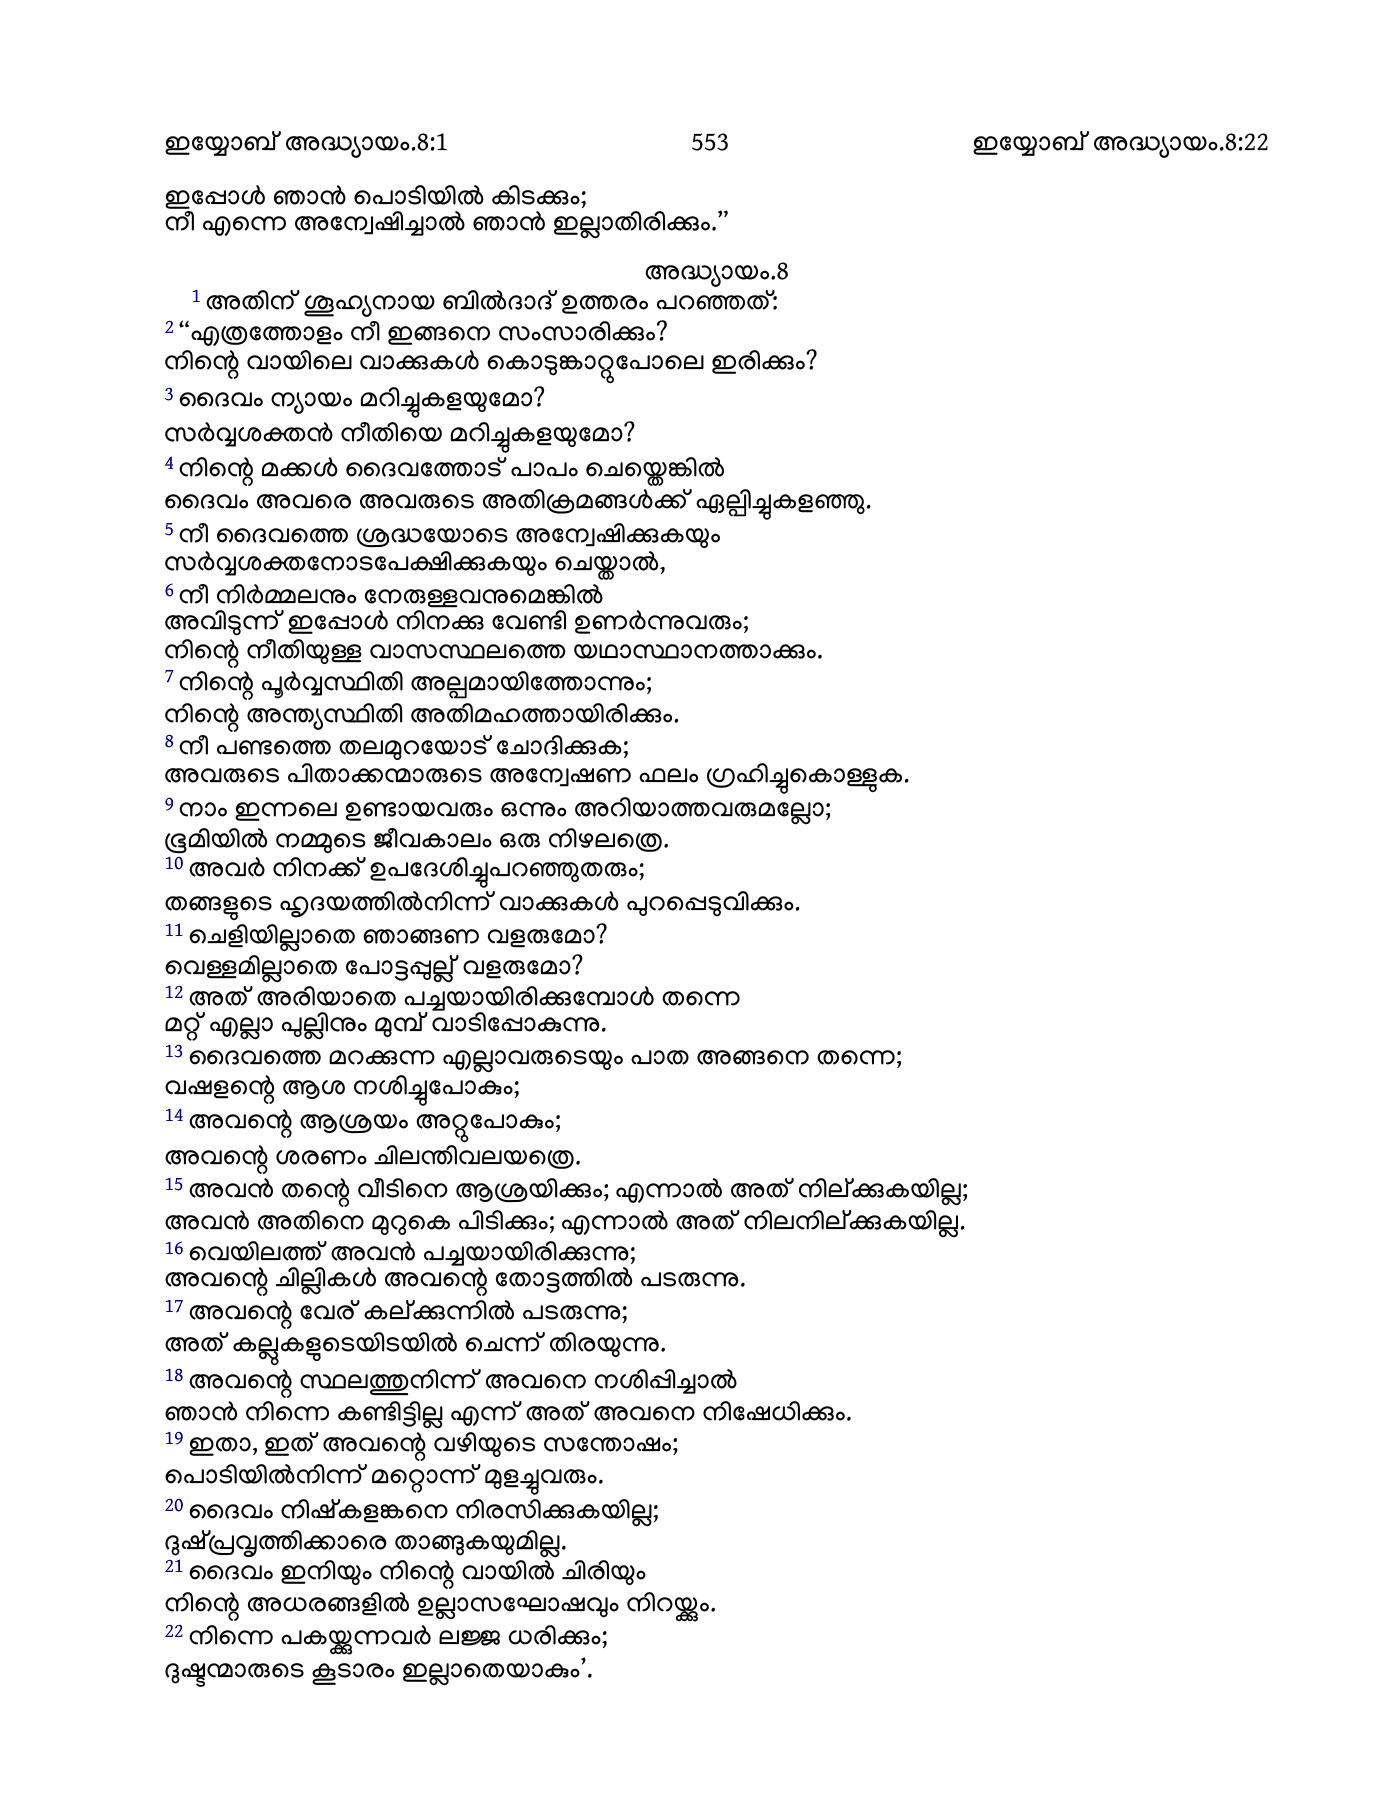 ഇയ്യോബ് അദ്ധ്യായം.8:1 553 ഇയ്യോബ് അദ്ധ്യായം.8:22
ഇപ്പോൾ ഞാൻ പൊടിയിൽ കിടക്കും;
നീ എന്നെ അന്വേഷിച്ചാൽ ഞാൻ ഇല്ലാതിരിക്കും.”
അദ്ധ്യായം.8
1 അതിന് ശൂഹ്യനായ ബിൽദാദ് ഉത്തരം പറഞ്ഞത്:
2 “എത്രത്തോളം നീ ഇങ്ങനെ സംസാരിക്കും?
നിന്റെ വായിലെ വാക്കുകൾ കൊടുങ്കാറ്റുപോലെ ഇരിക്കും?
3 ദൈവം ന്യായം മറിച്ചുകളയുമോ?
സർവ്വശക്തൻ നീതിയെ മറിച്ചുകളയുമോ?
4 നിന്റെ മക്കൾ ദൈവത്തോട് പാപം ചെയ്തെങ്കിൽ
ദൈവം അവരെ അവരുടെ അതിക്രമങ്ങൾക്ക് ഏല്പിച്ചുകളഞ്ഞു.
5 നീ ദൈവത്തെ ശ്രദ്ധയോടെ അന്വേഷിക്കുകയും
സർവ്വശക്തനോടപേക്ഷിക്കുകയും ചെയ്താൽ,
6 നീ നിർമ്മലനും നേരുള്ളവനുമെങ്കിൽ
അവിടുന്ന് ഇപ്പോൾ നിനക്കു വേണ്ടി ഉണർന്നുവരും;
നിന്റെ നീതിയുള്ള വാസസ്ഥലത്തെ യഥാസ്ഥാനത്താക്കും.
7 നിന്റെ പൂർവ്വസ്ഥിതി അല്പമായിത്തോന്നും;
നിന്റെ അന്ത്യസ്ഥിതി അതിമഹത്തായിരിക്കും.
8 നീ പണ്ടത്തെ തലമുറയോട് ചോദിക്കുക;
അവരുടെ പിതാക്കന്മാരുടെ അന്വേഷണ ഫലം ഗ്രഹിച്ചുകൊള്ളുക.
9 നാം ഇന്നലെ ഉണ്ടായവരും ഒന്നും അറിയാത്തവരുമല്ലോ;
ഭൂമിയിൽ നമ്മുടെ ജീവകാലം ഒരു നിഴലത്രെ.
10 അവർ നിനക്ക് ഉപദേശിച്ചുപറഞ്ഞുതരും;
തങ്ങളുടെ ഹൃദയത്തിൽനിന്ന് വാക്കുകൾ പുറപ്പെടുവിക്കും.
11 ചെളിയില്ലാതെ ഞാങ്ങണ വളരുമോ?
വെള്ളമില്ലാതെ പോട്ടപ്പുല്ല് വളരുമോ?
12 അത് അരിയാതെ പച്ചയായിരിക്കുമ്പോൾ തന്നെ
മറ്റ് എല്ലാ പുല്ലിനും മുമ്പ് വാടിപ്പോകുന്നു.
13 ദൈവത്തെ മറക്കുന്ന എല്ലാവരുടെയും പാത അങ്ങനെ തന്നെ;
വഷളന്റെ ആശ നശിച്ചുപോകും;
14 അവന്റെ ആശ്രയം അറ്റുപോകും;
അവന്റെ ശരണം ചിലന്തിവലയത്രെ.
15 അവൻ തന്റെ വീടിനെ ആശ്രയിക്കും; എന്നാൽ അത് നില്ക്കുകയില്ല;
അവൻ അതിനെ മുറുകെ പിടിക്കും; എന്നാൽ അത് നിലനില്ക്കുകയില്ല.
16 വെയിലത്ത് അവൻ പച്ചയായിരിക്കുന്നു;
അവന്റെ ചില്ലികൾ അവന്റെ തോട്ടത്തിൽ പടരുന്നു.
17 അവന്റെ വേര് കല്ക്കുന്നിൽ പടരുന്നു;
അത് കല്ലുകളുടെയിടയിൽ ചെന്ന് തിരയുന്നു.
18 അവന്റെ സ്ഥലത്തുനിന്ന് അവനെ നശിപ്പിച്ചാൽ
ഞാൻ നിന്നെ കണ്ടിട്ടില്ല എന്ന് അത് അവനെ നിഷേധിക്കും.
19 ഇതാ, ഇത് അവന്റെ വഴിയുടെ സന്തോഷം;
പൊടിയിൽനിന്ന് മറ്റൊന്ന് മുളച്ചുവരും.
20 ദൈവം നിഷ്കളങ്കനെ നിരസിക്കുകയില്ല;
ദുഷ്‌പ്രവൃത്തിക്കാരെ താങ്ങുകയുമില്ല.
21 ദൈവം ഇനിയും നിന്റെ വായിൽ ചിരിയും
നിന്റെ അധരങ്ങളിൽ ഉല്ലാസഘോഷവും നിറയ്ക്കും.
22 നിന്നെ പകയ്ക്കുന്നവർ ലജ്ജ ധരിക്കും;
ദുഷ്ടന്മാരുടെ കൂടാരം ഇല്ലാതെയാകും’.